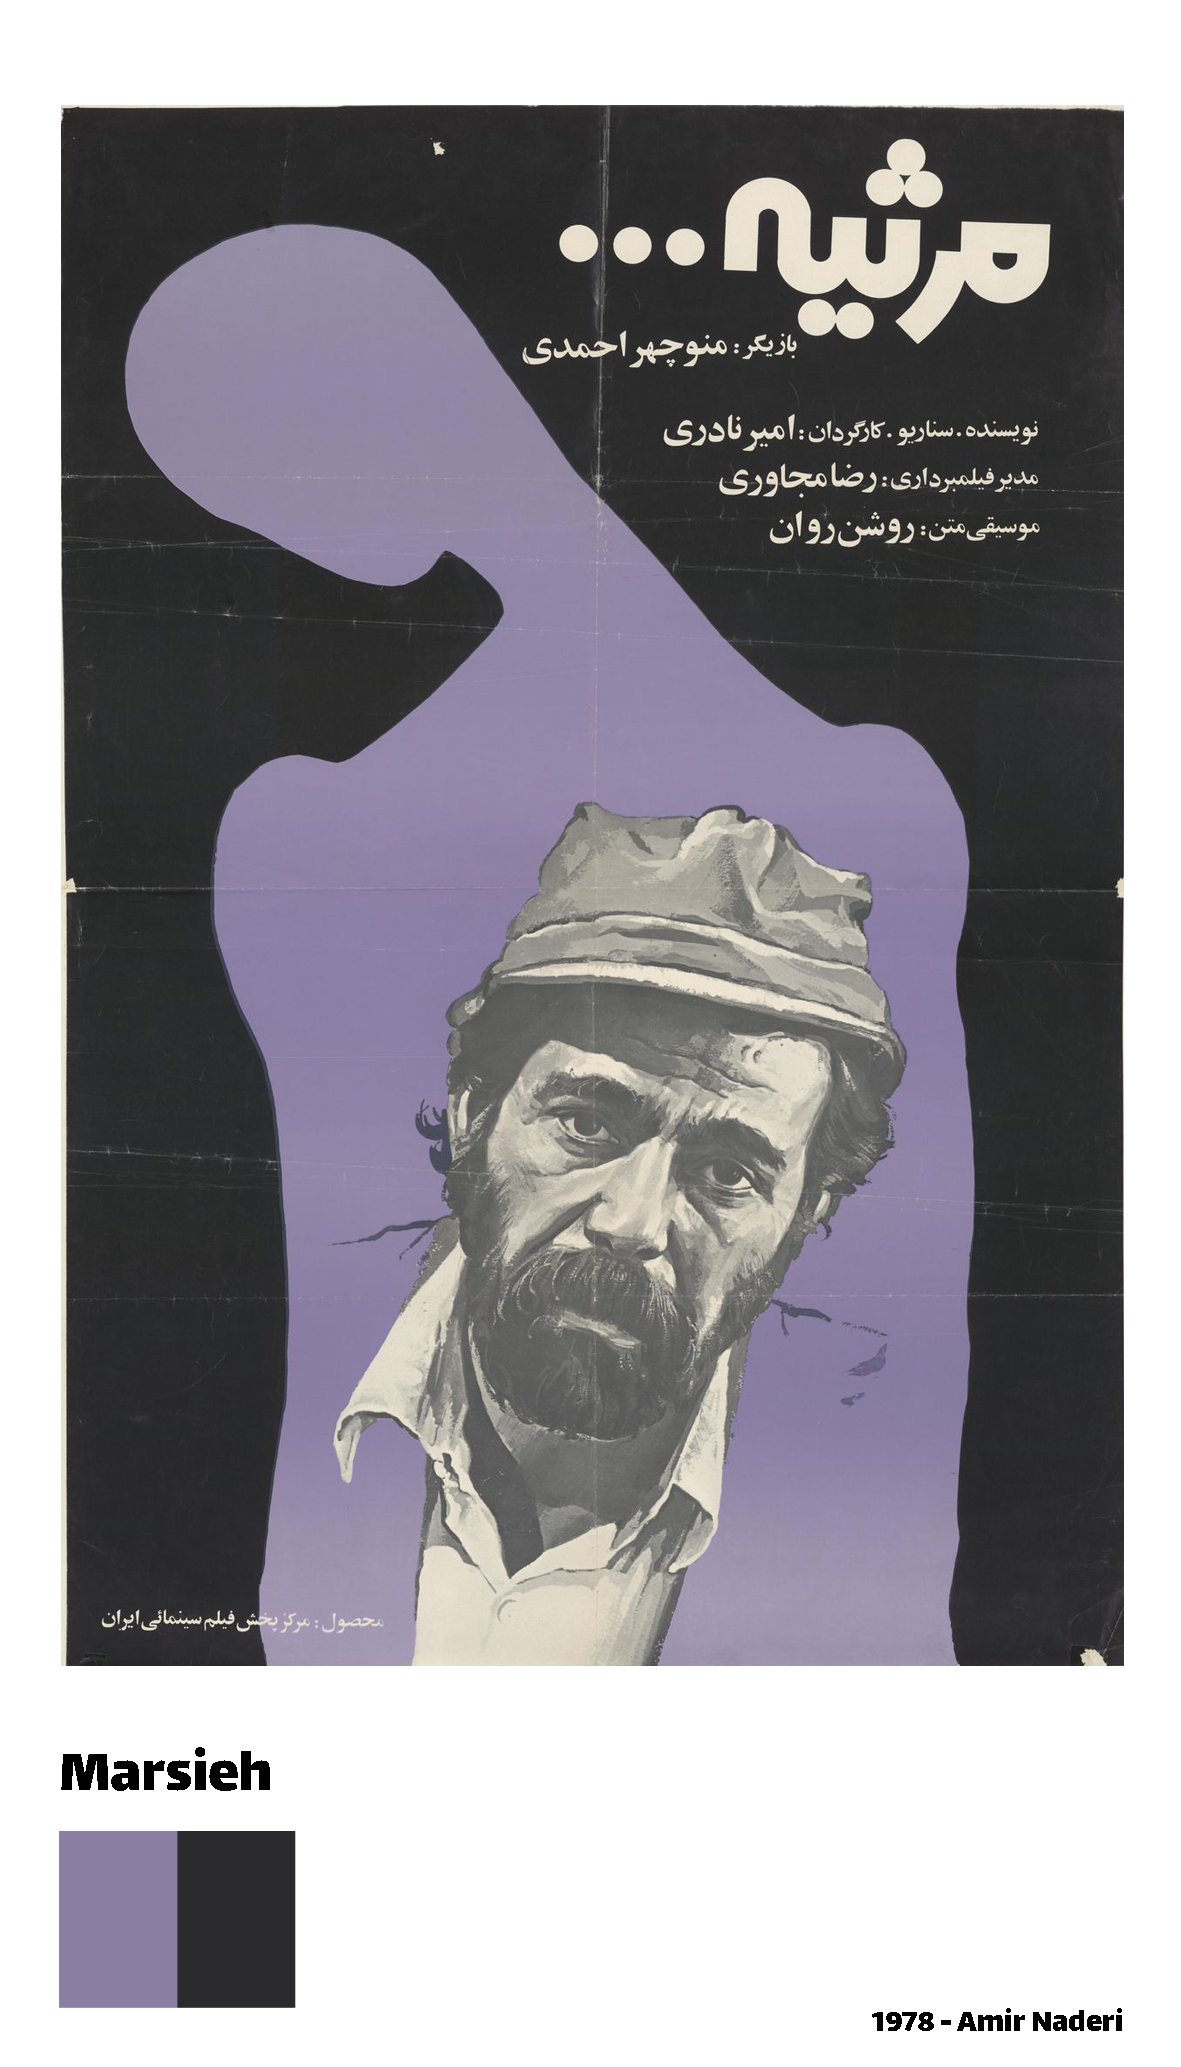 مرثیه...
بازیگر: منوچهر احمدی
نویسنده. سناریو. کارگردان: امیر نادری
مدیر فیلمبرداری: رضا مجاوری
موسیقی متن: روشن روان
محصول: مرکز پخش فیلم سینمائی ایران
Marsieh
1978 - Amir Naderi